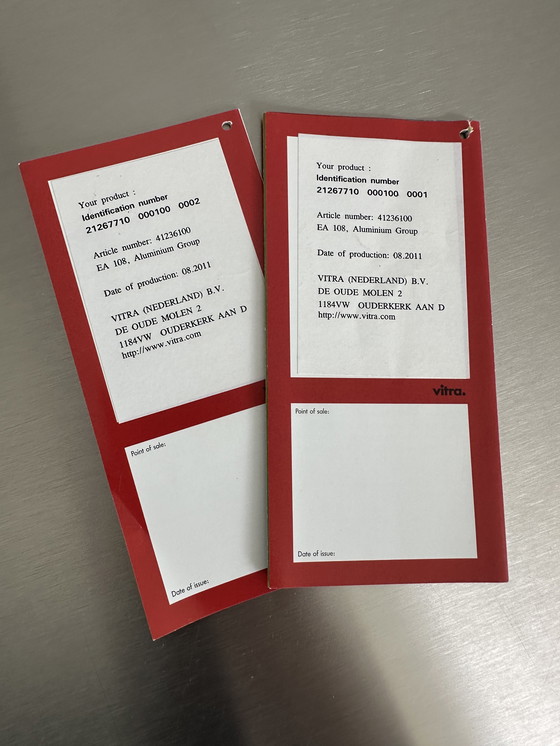 Your product :
Identification number
21267710 000100 0002
Article number: 41236100
EA 108, Aluminium Group
Date of production: 08.2011
VITRA (NEDERLAND) B.V.
DE OUDE MOLEN 2
1184VW OUDERKERK AAN D
http://www.vitra.com
Point of sale:
Date of issue:
Your product :
Identification number
21267710 000100 0001
Article number: 41236100
EA 108, Aluminium Group
Date of production: 08.2011
VITRA (NEDERLAND) B.V.
DE OUDE MOLEN 2
1184VW OUDERKERK AAN D
http://www.vitra.com
vitra.
Point of sale:
Date of issue: